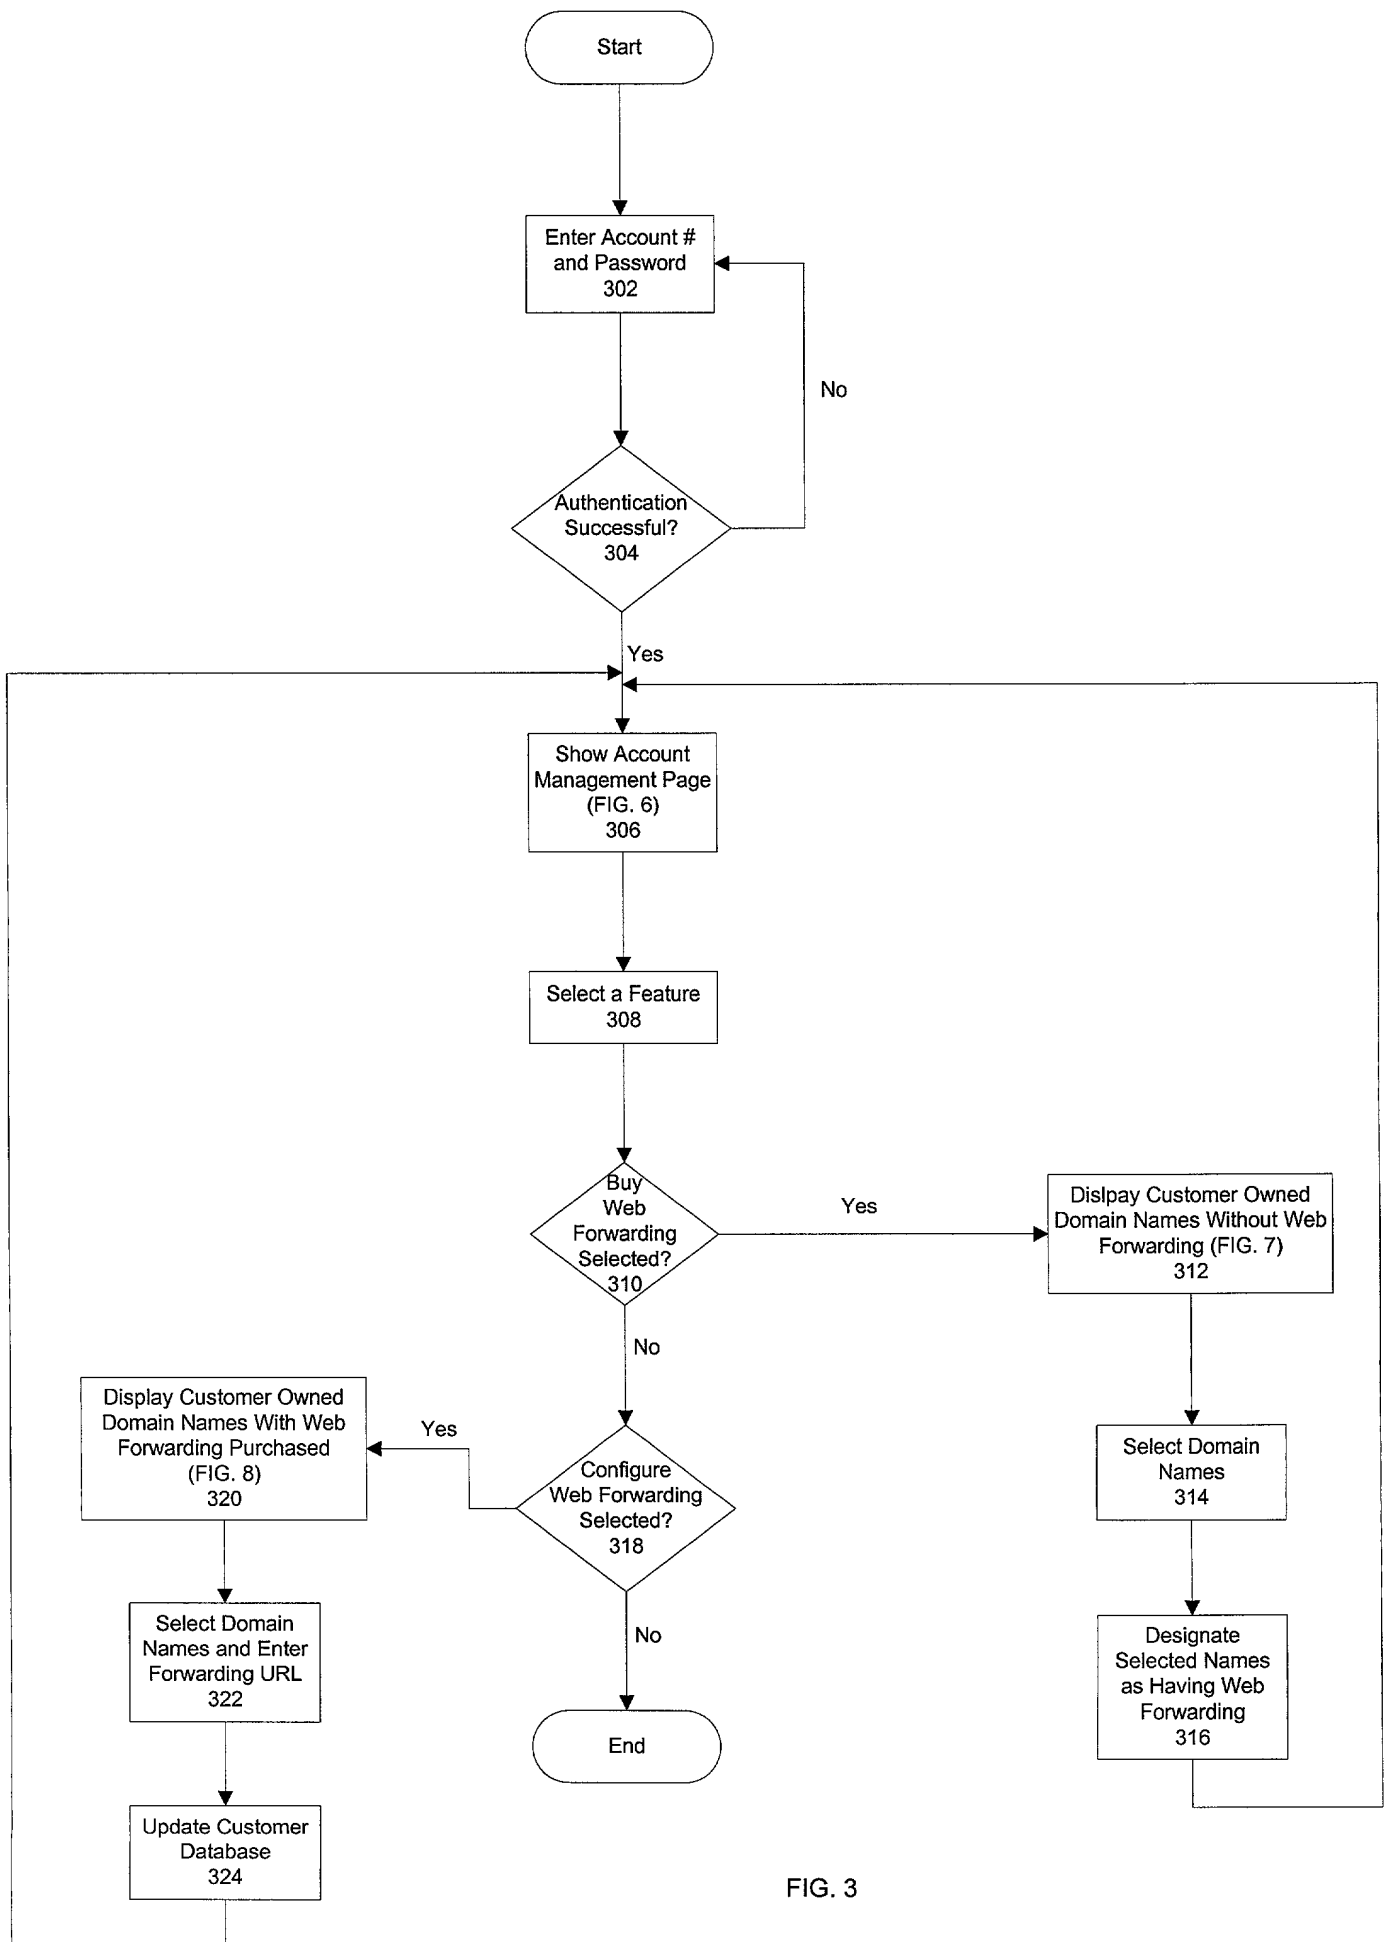 Start
Enter Account #
and Password
302
No
Authentication
Successful?
304
Yes
Show Account
Management Page
(FIG. 6)
306
Select a Feature
308
Buy
Web
Forwarding
Selected?
310
Yes
Dislpay Customer Owned
Domain Names Without Web
Forwarding (FIG. 7)
312
No
Display Customer Owned
Domain Names With Web
Forwarding Purchased
(FIG. 8)
320
Yes
Configure
Web Forwarding
Selected?
318
Select Domain
Names
314
Select Domain
Names and Enter
Forwarding URL
322
No
Designate
Selected Names
as Having Web
Forwarding
316
End
Update Customer
Database
324
FIG. 3